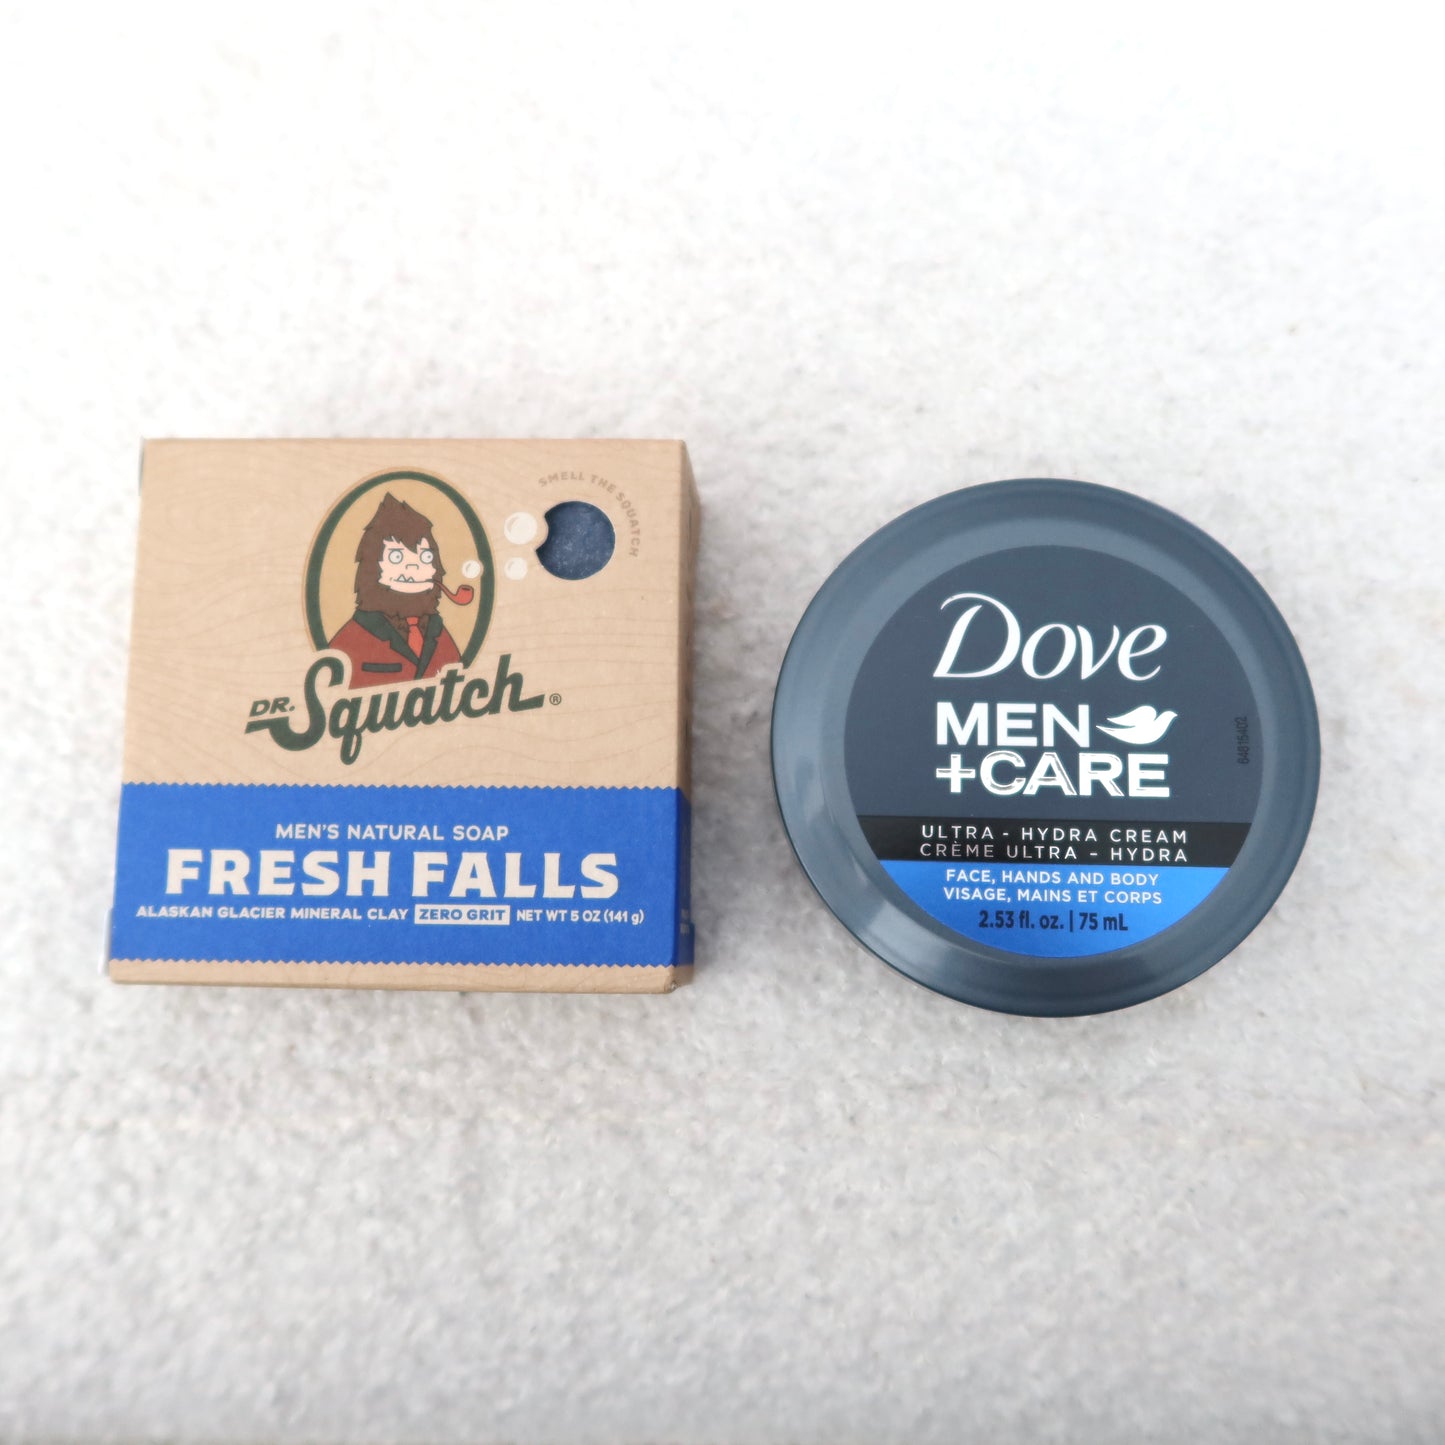 SMELL THE SQUATCH
DR. Squatch®
MEN'S NATURAL SOAP
FRESH FALLS
ALASKAN GLACIER MINERAL CLAY ZERO GRIT NET WT 5 OZ (141 g)
Dove
MEN
+CARE
64815402
ULTRA - HYDRA CREAM
CRÈME ULTRA - HYDRA
FACE, HANDS AND BODY
VISAGE, MAINS ET CORPS
2.53 fl. oz. | 75 mL